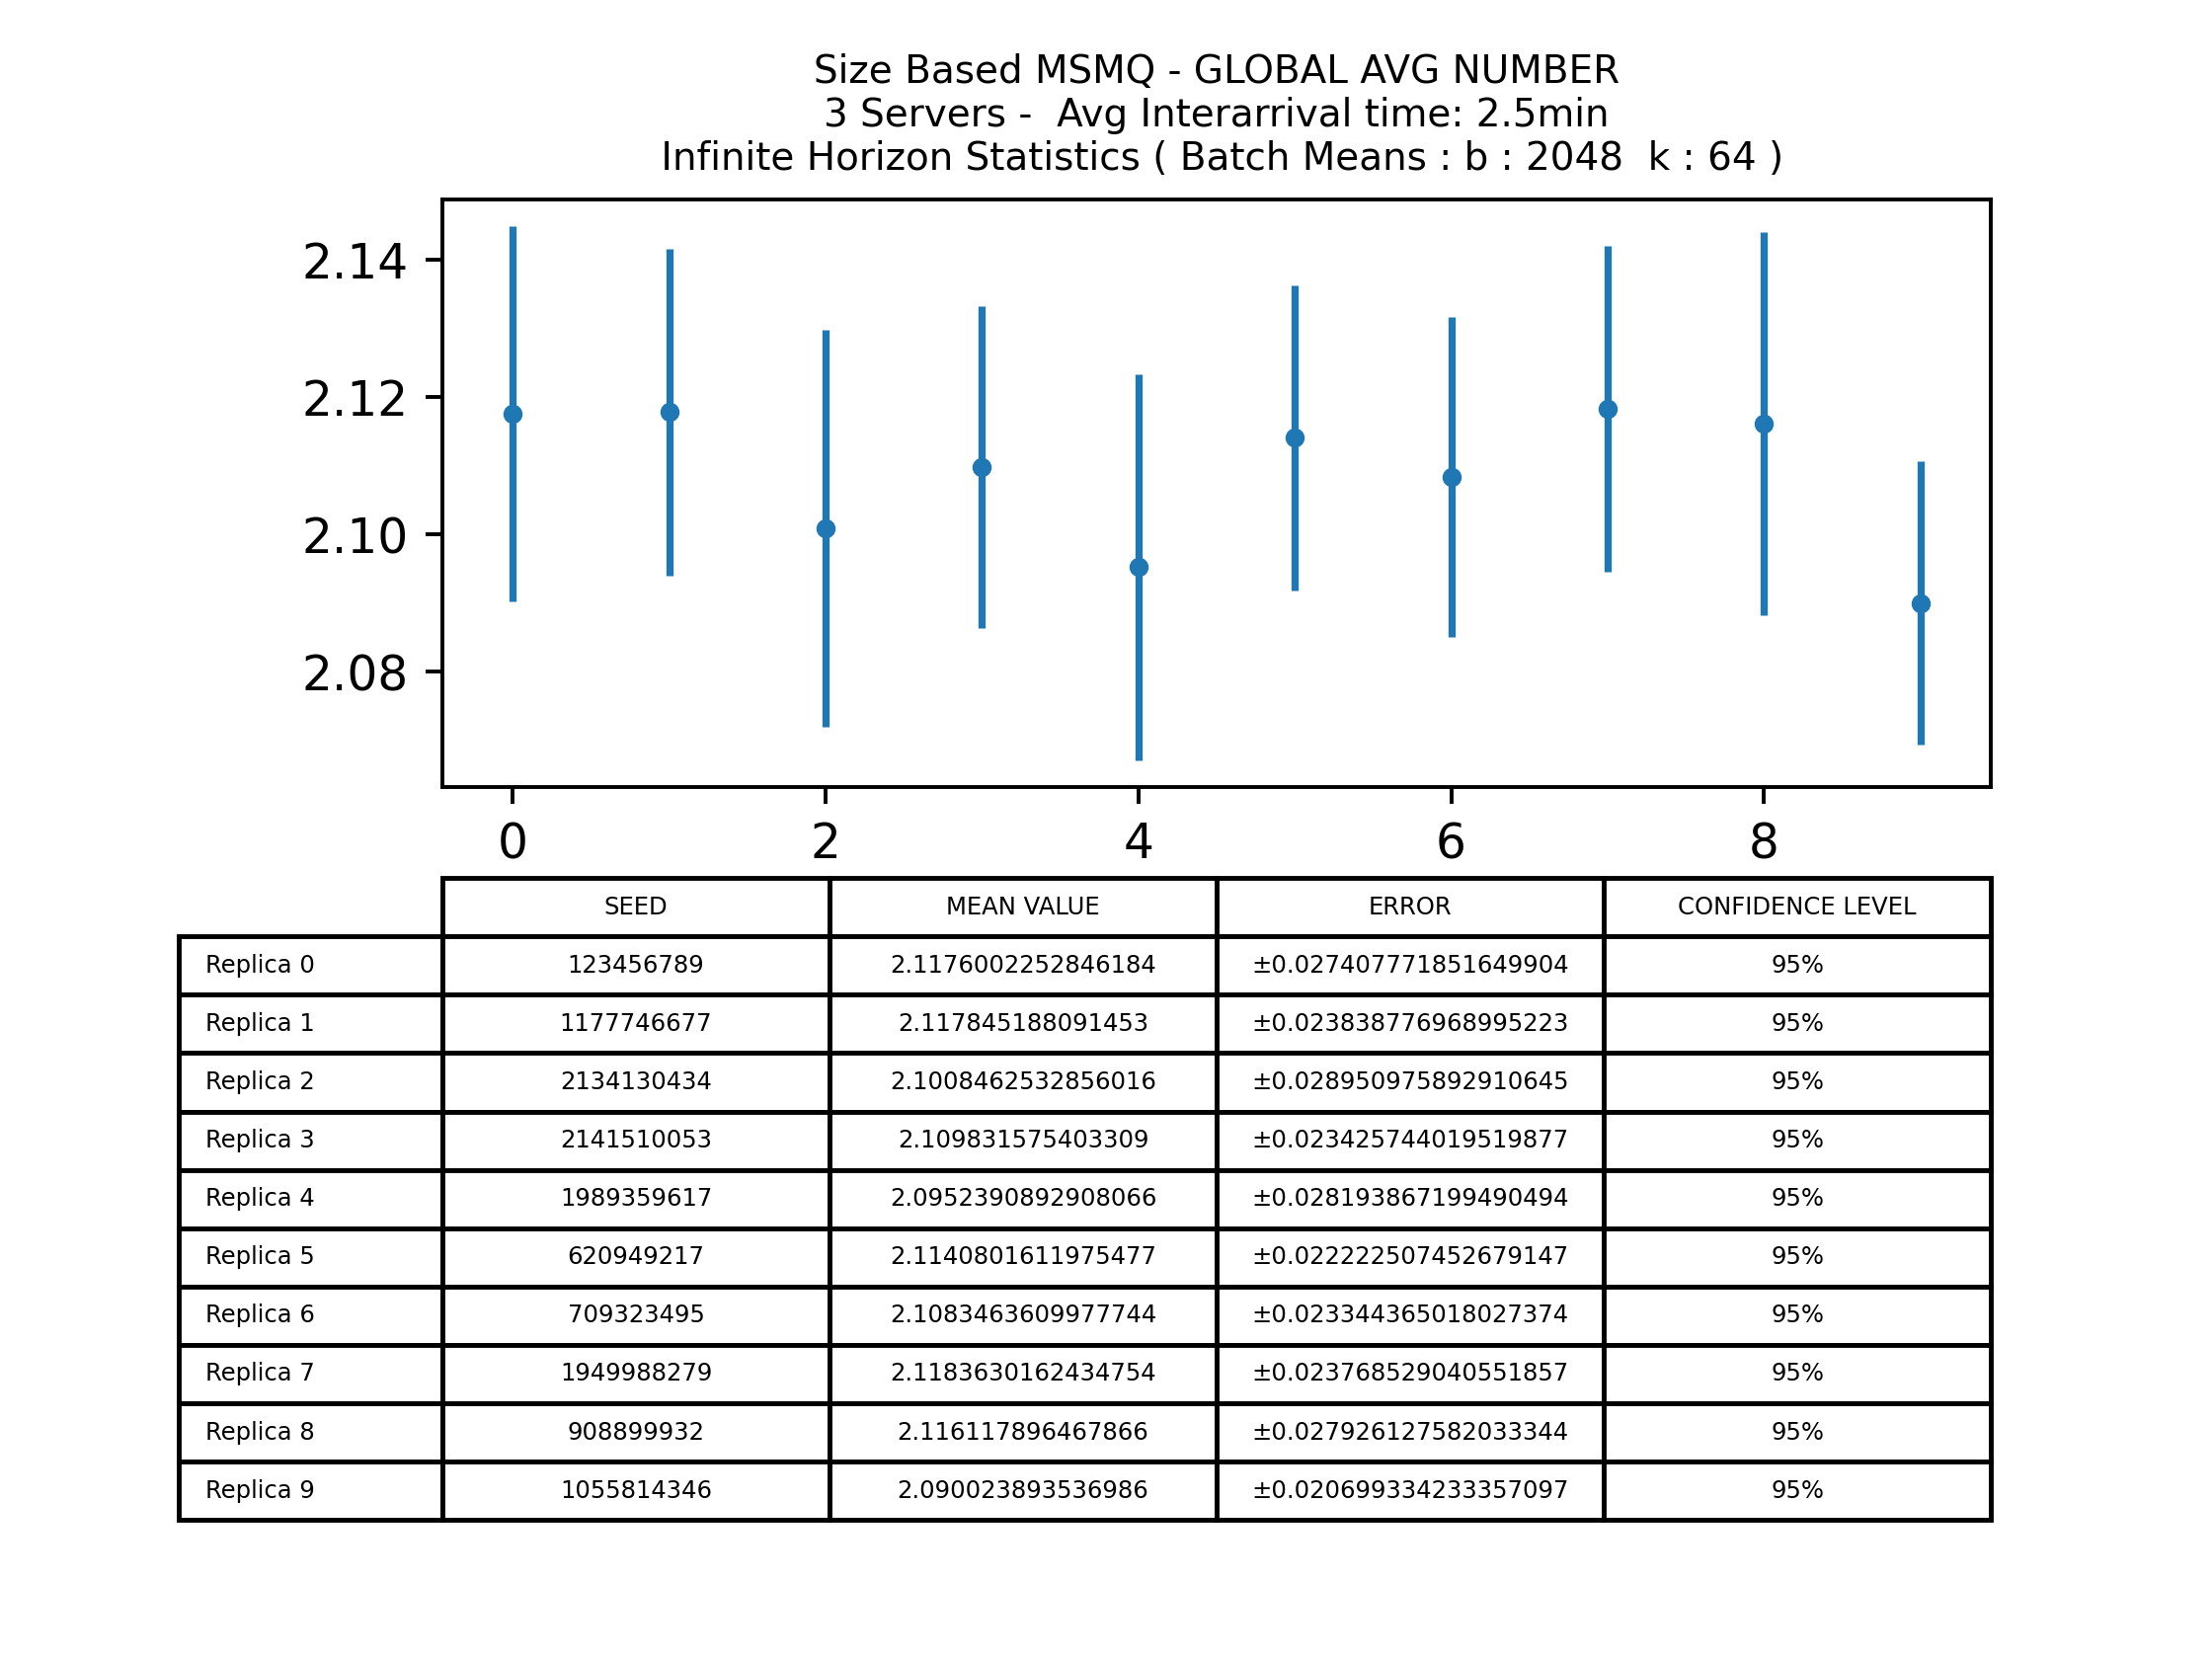 Size Based MSMQ - GLOBAL AVG NUMBER
3 Servers -  Avg Interarrival time: 2.5min
Infinite Horizon Statistics ( Batch Means : b : 2048  k : 64 )
2.14
2.12
2.10
2.08
0 2 4 6 8
SEED MEAN VALUE ERROR CONFIDENCE LEVEL
Replica 0 123456789 2.1176002252846184 ±0.027407771851649904 95%
Replica 1 1177746677 2.117845188091453 ±0.023838776968995223 95%
Replica 2 2134130434 2.1008462532856016 ±0.028950975892910645 95%
Replica 3 2141510053 2.109831575403309 ±0.023425744019519877 95%
Replica 4 1989359617 2.0952390892908066 ±0.028193867199490494 95%
Replica 5 620949217 2.1140801611975477 ±0.022222507452679147 95%
Replica 6 709323495 2.1083463609977744 ±0.023344365018027374 95%
Replica 7 1949988279 2.1183630162434754 ±0.023768529040551857 95%
Replica 8 908899932 2.116117896467866 ±0.027926127582033344 95%
Replica 9 1055814346 2.090023893536986 ±0.020699334233357097 95%